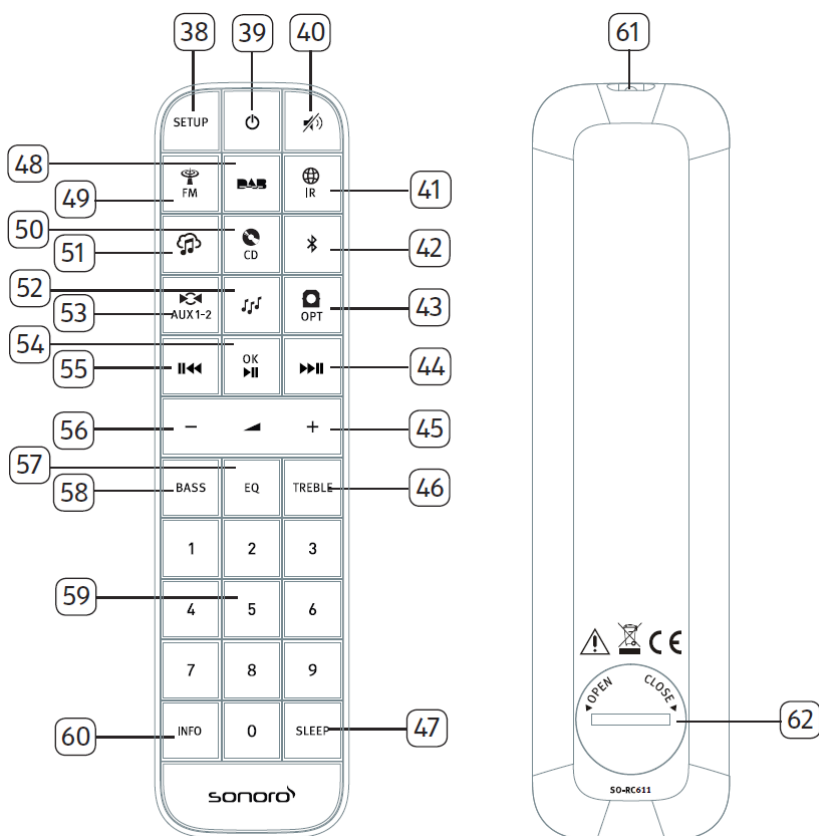 38 39 40 61
SETUP
48
FM DAB IR
49 41
50
CD
51 42
52
AUX 1-2 OPT
53 43
54
OK
55 44
56 − + 45
57
BASS EQ TREBLE
58 46
1 2 3
59
4 5 6
7 8 9
OPEN CLOSE
62
INFO 0 SLEEP
60 47
SO-RC611
sonoro